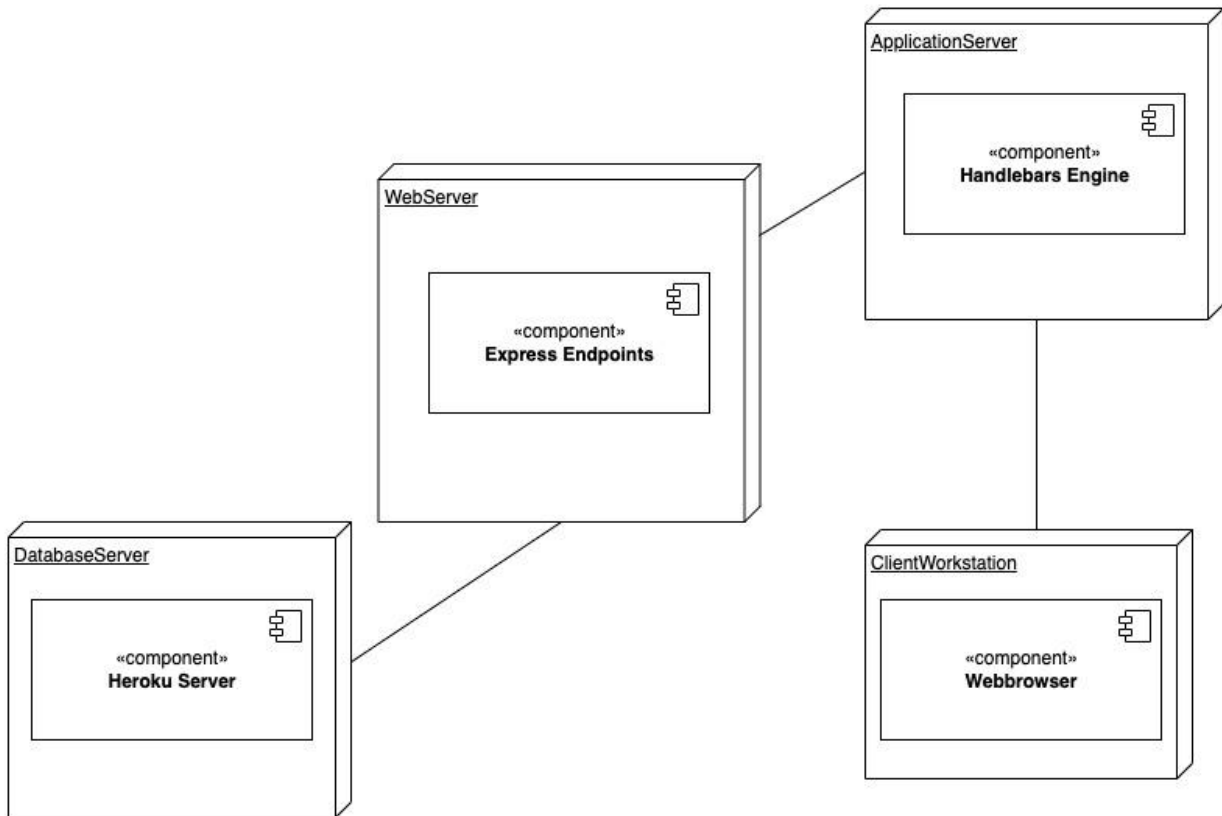 ApplicationServer
«component»
Handlebars Engine
WebServer
«component»
Express Endpoints
DatabaseServer
«component»
Heroku Server
ClientWorkstation
«component»
Webbrowser